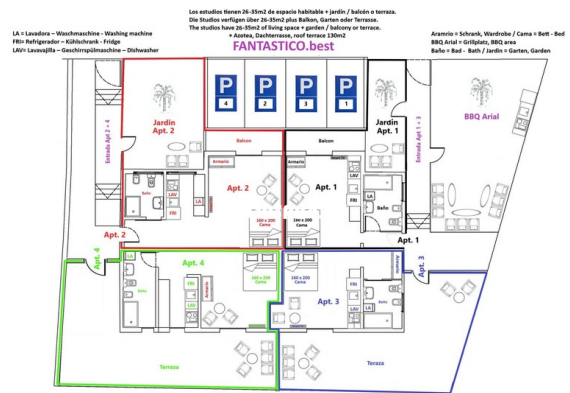 Los estudios tienen 26-35m2 de espacio habitable + jardín / balcón o terraza.
Die Studios verfügen über 26-35m2 plus Balkon, Garten oder Terrasse.
The studios have 26-35m2 of living space + garden / balcony or terrace.
+ Azotea, Dachterrasse, roof terrace 130m2
FANTASTICO.best
LA = Lavadora – Waschmaschine - Washing machine
FRI= Refrigerador – Kühlschrank - Fridge
LAV= Lavavajilla – Geschirrspülmaschine – Dishwasher
Aramrio = Schrank, Wardrobe / Cama = Bett - Bed
BBQ Arial = Grillplatz, BBQ area
Baño = Bad - Bath / Jardin = Garten, Garden
P P P P
4 2 3 1
Entrada Apt 2 + 4
Jardin
Apt. 2
Jardin
Apt. 1
Entrada Apt 1 + 3
BBQ Arial
Balcon
Balcon
Armario
Armario
Baño
LAV
FRI
LA
Apt. 2
Apt. 1
LAV
FRI
LA
Baño
160 x 200
Cama
160 x 200
Cama
Apt. 2
Apt. 1
Apt. 4
Apt. 3
LA
Baño
Apt. 4
FRI
LAV
Armario
160 x 200
Cama
160 x 200
Cama
Apt. 3
FRI
LAV
Armario
Baño
LA
Terraza
Teraza